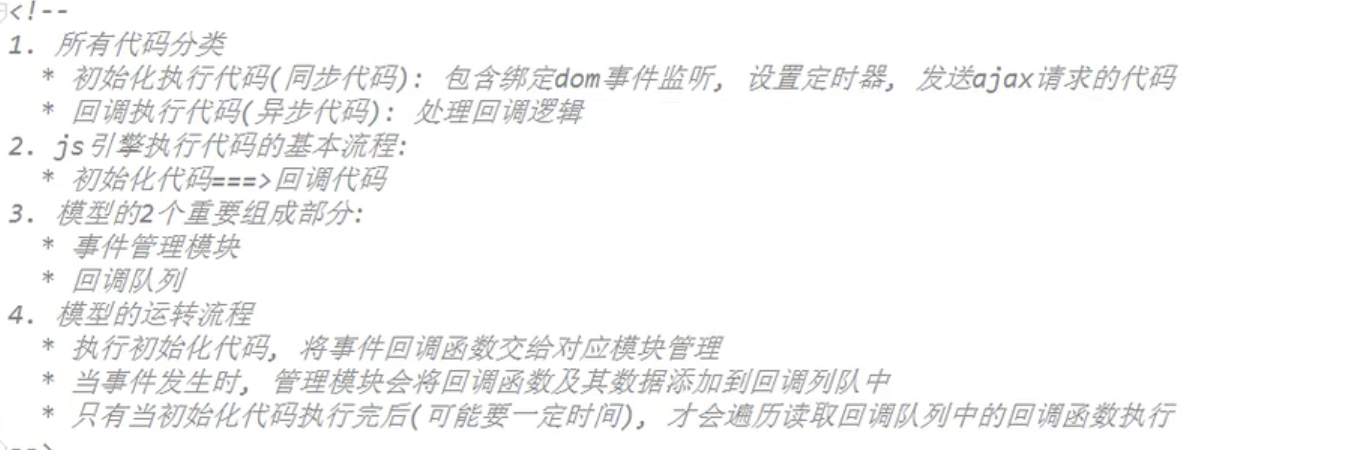 <!--
1. 所有代码分类
* 初始化执行代码(同步代码): 包含绑定dom事件监听, 设置定时器, 发送ajax请求的代码
* 回调执行代码(异步代码): 处理回调逻辑
2. js引擎执行代码的基本流程:
* 初始化代码===>回调代码
3. 模型的2个重要组成部分:
* 事件管理模块
* 回调队列
4. 模型的运转流程
* 执行初始化代码, 将事件回调函数交给对应模块管理
* 当事件发生时, 管理模块会将回调函数及其数据添加到回调列队中
* 只有当初始化代码执行完后(可能要一定时间), 才会遍历读取回调队列中的回调函数执行
-->